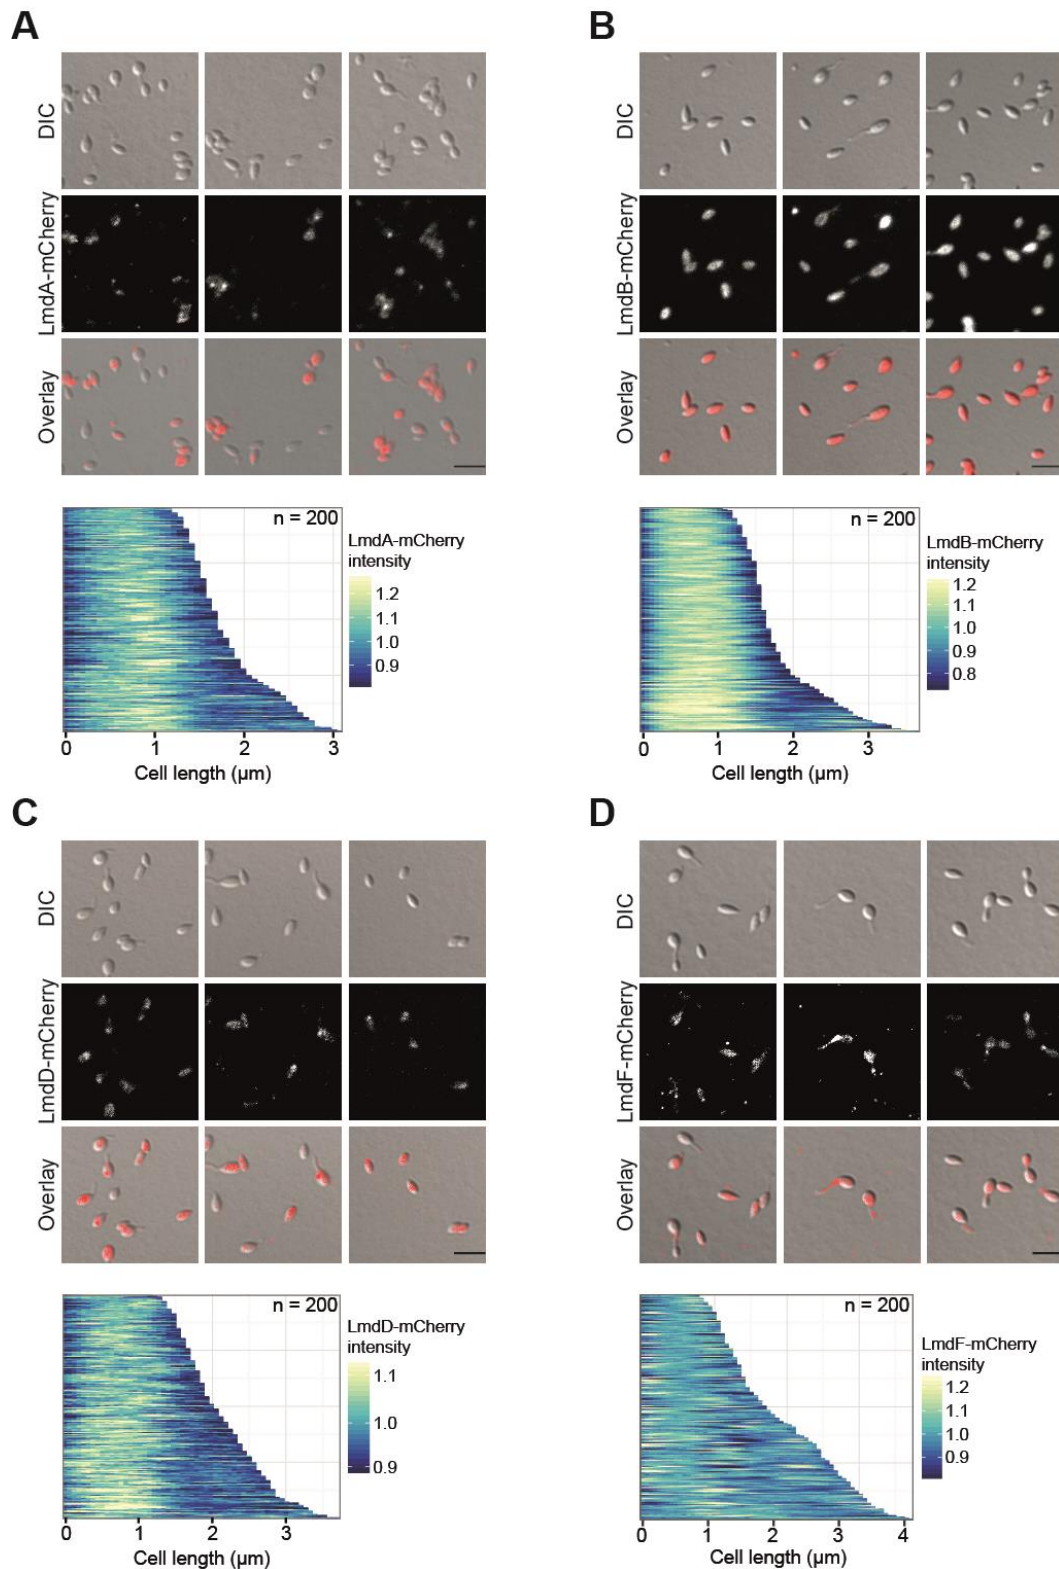 A
DIC
LmdA-mCherry
Overlay
n = 200
LmdA-mCherry
intensity
1.2
1.1
1.0
0.9
0
1
2
3
Cell length (µm)
B
DIC
LmdB-mCherry
Overlay
n = 200
LmdB-mCherry
intensity
1.2
1.1
1.0
0.9
0.8
0
1
2
3
Cell length (µm)
C
DIC
LmdD-mCherry
Overlay
n = 200
LmdD-mCherry
intensity
1.1
1.0
0.9
0
1
2
3
Cell length (µm)
D
DIC
LmdF-mCherry
Overlay
n = 200
LmdF-mCherry
intensity
1.2
1.1
1.0
0.9
0
1
2
3
4
Cell length (µm)